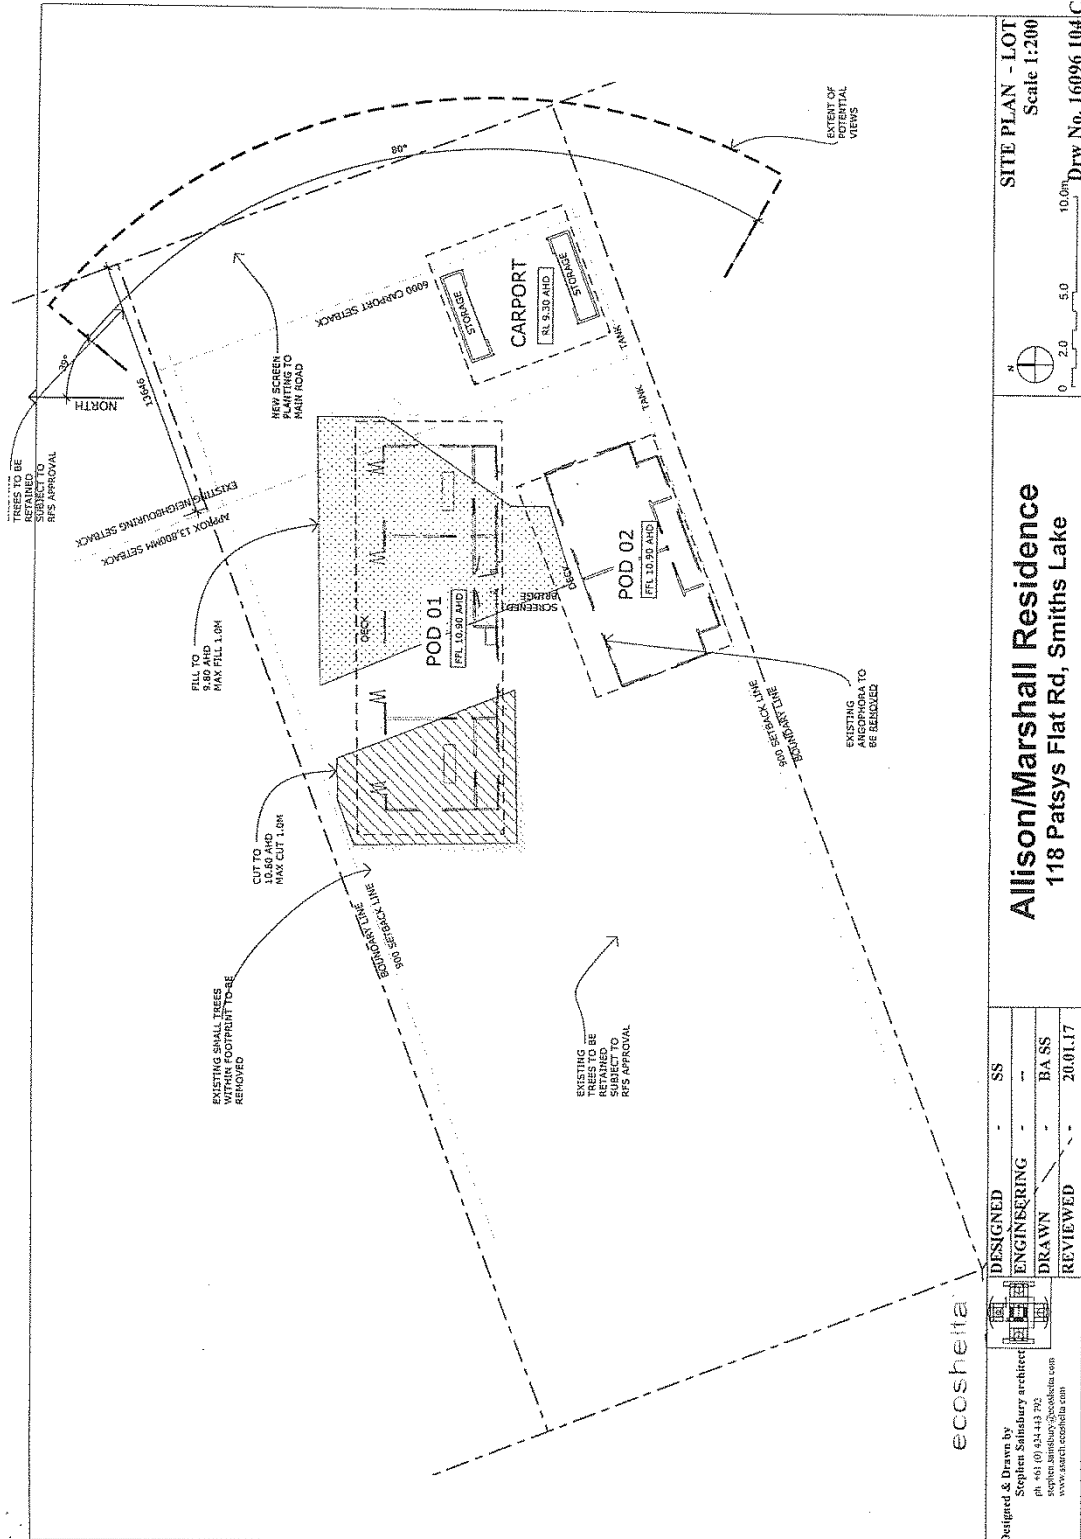 SITE PLAN - LOT
Scale 1:200
Drw No. 16096 104 C
N
0 2.0 5.0 10.0m
Allison/Marshall Residence
118 Patsys Flat Rd, Smiths Lake
DESIGNED - SS
ENGINEERING - --
DRAWN - BA SS
REVIEWED - 20.01.17
Designed & Drawn by
Stephen Sainsbury architect
ph +61 (0) 434 443 792
stephen.sainsbury@ecoshelta.com
ecoshelta
TREES TO BE
RETAINED
SUBJECT TO
RFS APPROVAL
NORTH
39°
80°
13646
EXTENT OF
POTENTIAL
VIEWS
NEW SCREEN
PLANTING TO
MAIN ROAD
6000 CARPORT SETBACK
STORAGE
CARPORT
RL 9.30 AHD
STORAGE
TANK
TANK
EXISTING NEIGHBOURING SETBACK
APPROX 13,800MM SETBACK
FILL TO
9.80 AHD
MAX FILL 1.0M
DECK
POD 01
FFL 10.90 AHD
SCREENED
BRIDGE
DECK
POD 02
FFL 10.90 AHD
EXISTING
ANGOPHORA TO
BE REMOVED
900 SETBACK LINE
BOUNDARY LINE
CUT TO
10.60 AHD
MAX CUT 1.0M
BOUNDARY LINE
900 SETBACK LINE
EXISTING SMALL TREES
WITHIN FOOTPRINT TO BE
REMOVED
EXISTING
TREES TO BE
RETAINED
SUBJECT TO
RFS APPROVAL